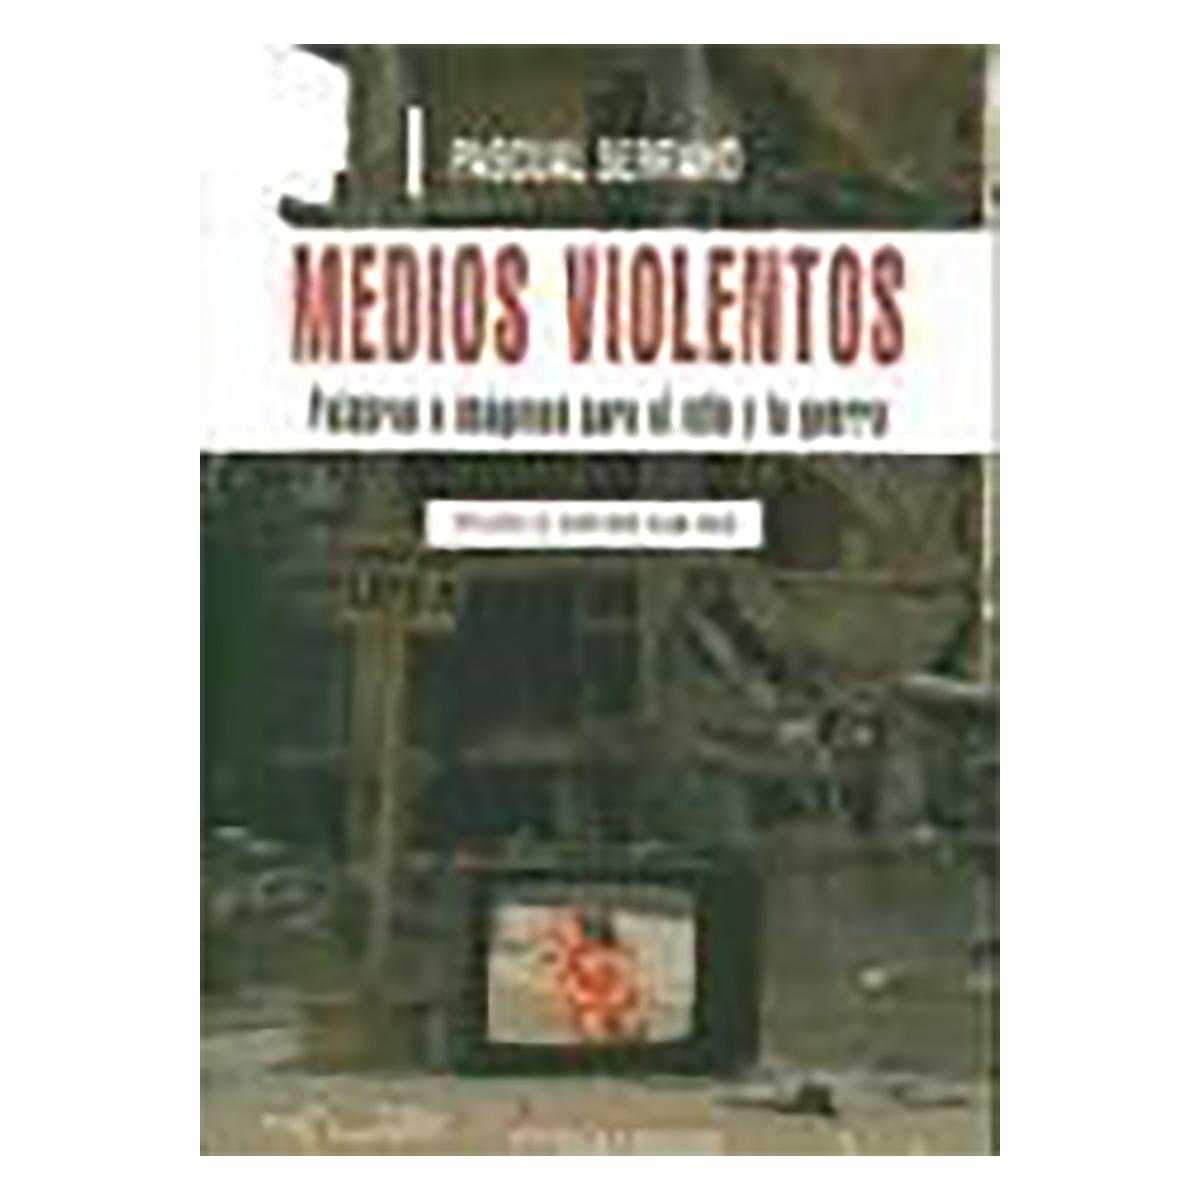 PASCUAL SERRANO
MEDIOS VIOLENTOS
Palabras e imágenes para el odio y la guerra